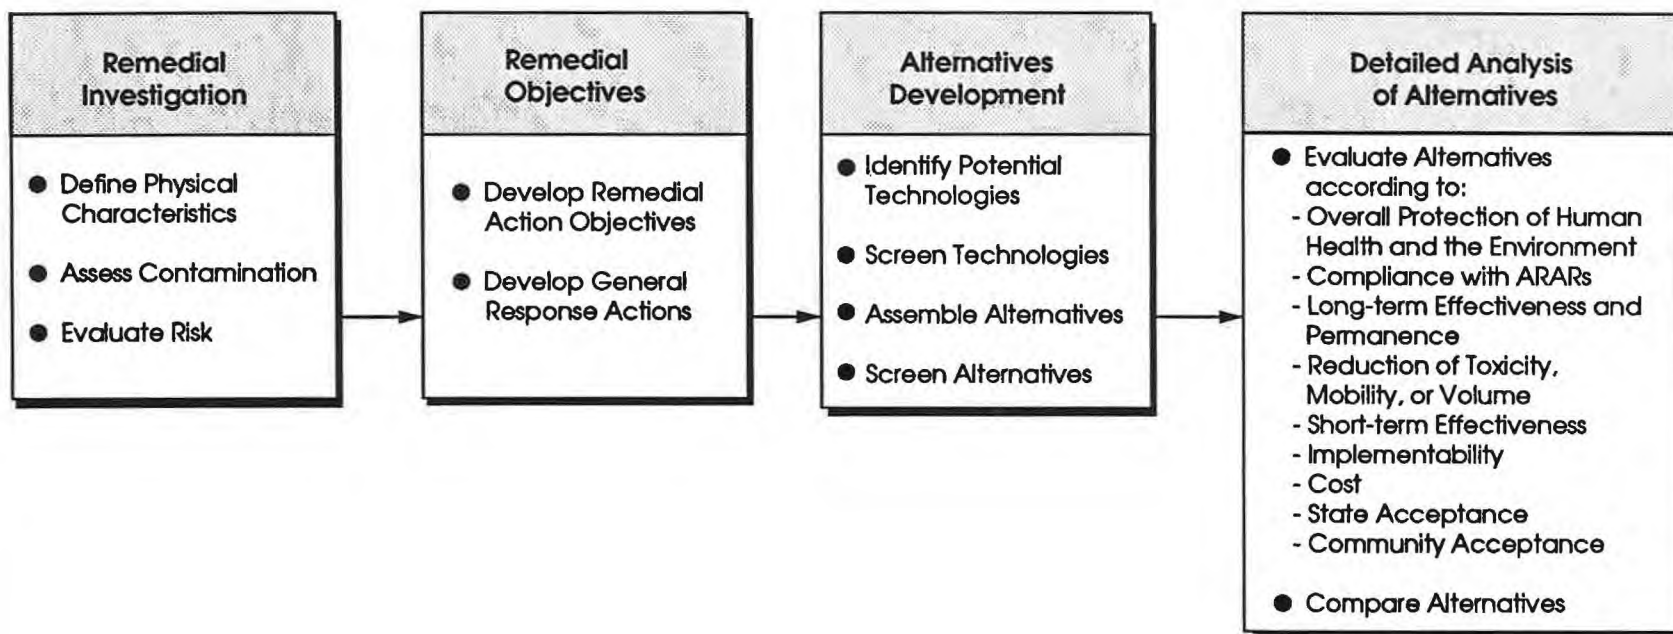 Remedial
Investigation
● Define Physical
Characteristics
● Assess Contamination
● Evaluate Risk
Remedial
Objectives
● Develop Remedial
Action Objectives
● Develop General
Response Actions
Alternatives
Development
● Identify Potential
Technologies
● Screen Technologies
● Assemble Alternatives
● Screen Alternatives
Detailed Analysis
of Alternatives
● Evaluate Alternatives
according to:
- Overall Protection of Human
Health and the Environment
- Compliance with ARARs
- Long-term Effectiveness and
Permanence
- Reduction of Toxicity,
Mobility, or Volume
- Short-term Effectiveness
- Implementability
- Cost
- State Acceptance
- Community Acceptance
● Compare Alternatives